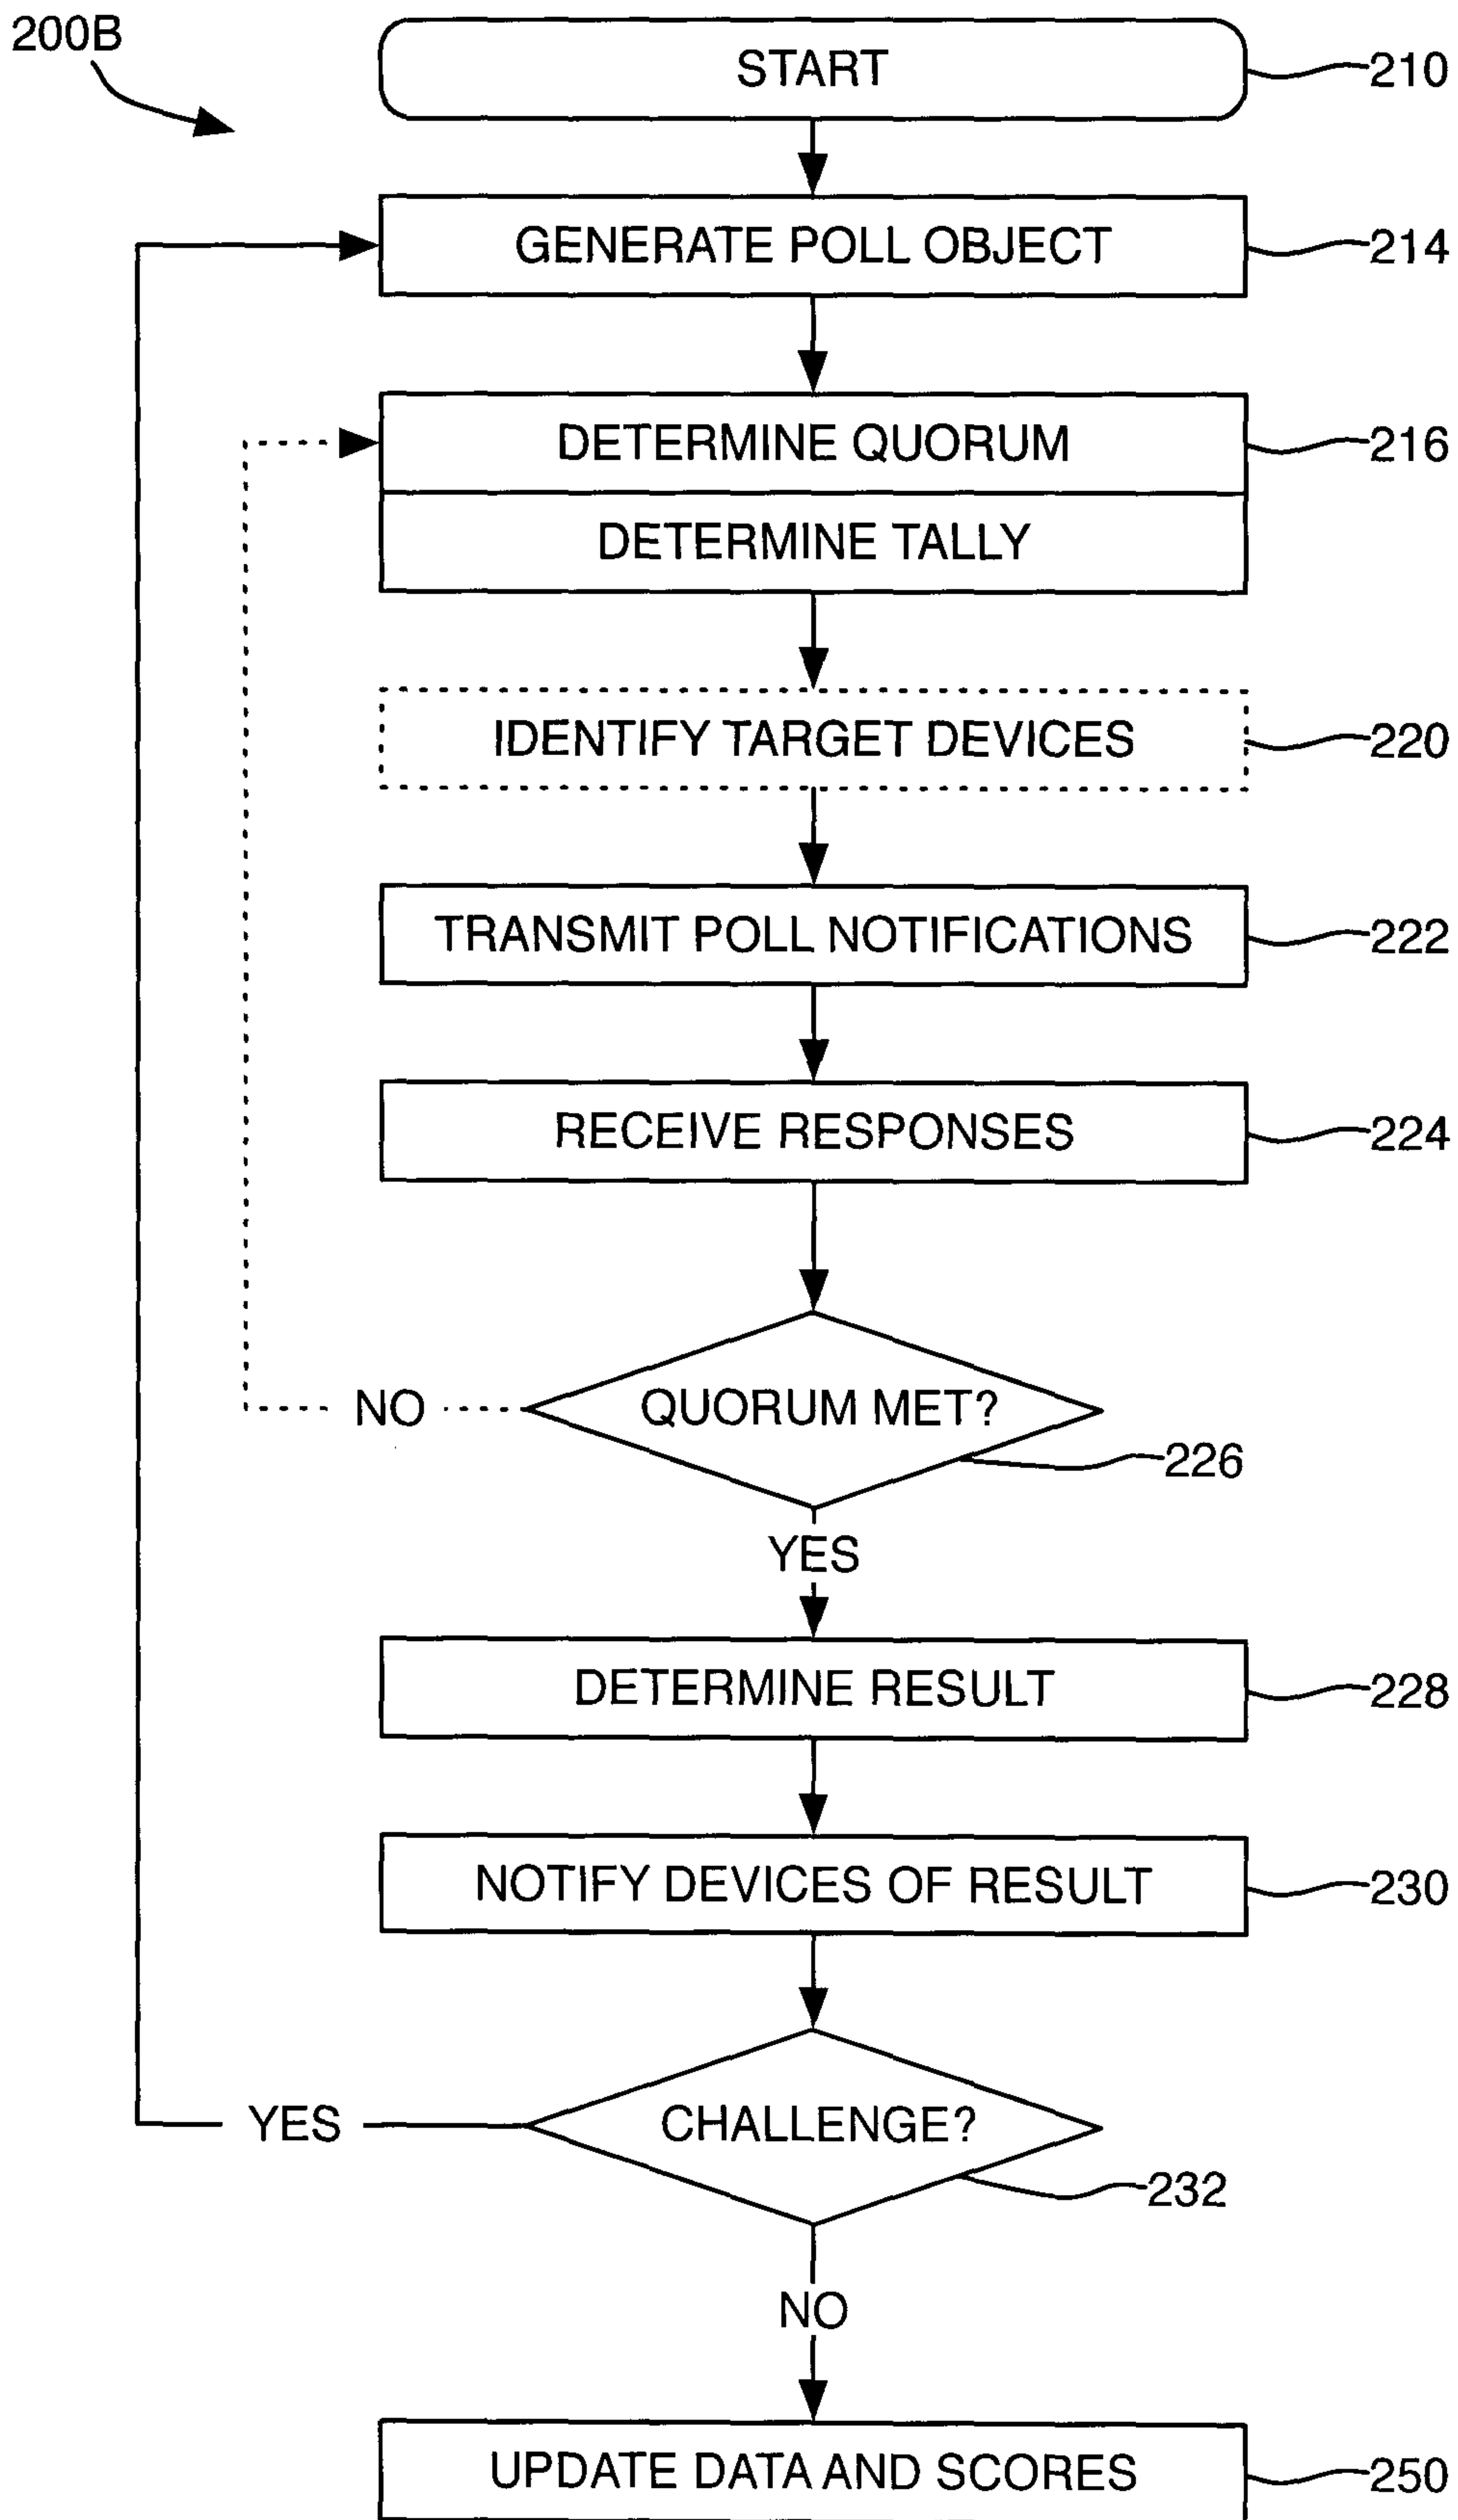 200B
START
210
GENERATE POLL OBJECT
214
DETERMINE QUORUM
216
DETERMINE TALLY
IDENTIFY TARGET DEVICES
220
TRANSMIT POLL NOTIFICATIONS
222
RECEIVE RESPONSES
224
NO
QUORUM MET?
226
YES
DETERMINE RESULT
228
NOTIFY DEVICES OF RESULT
230
YES
CHALLENGE?
232
NO
UPDATE DATA AND SCORES
250